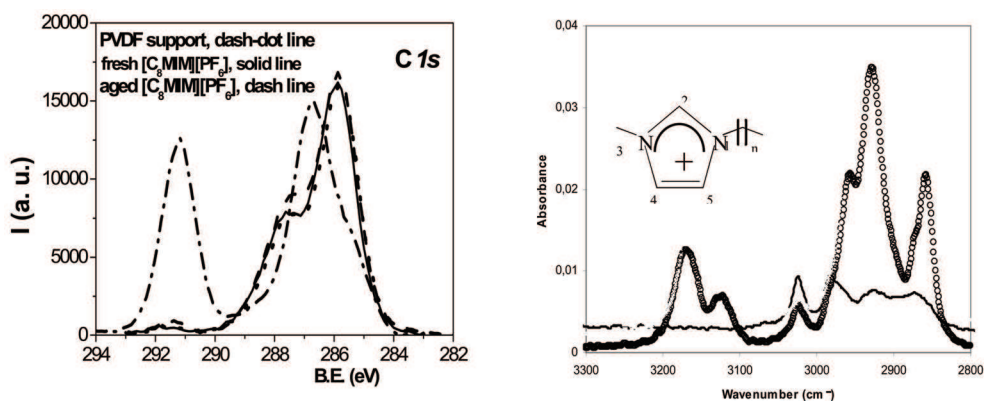 20000
15000
10000
5000
0
I (a. u.)
PVDF support, dash-dot line
fresh [C8MIM][PF6], solid line
aged [C8MIM][PF6], dash line
C 1s
294 292 290 288 286 284 282
B.E. (eV)
0,04
0,03
0,02
0,01
0
Absorbance
2
3 N N 1 n
+
4 5
3300 3200 3100 3000 2900 2800
Wavenumber (cm⁻)